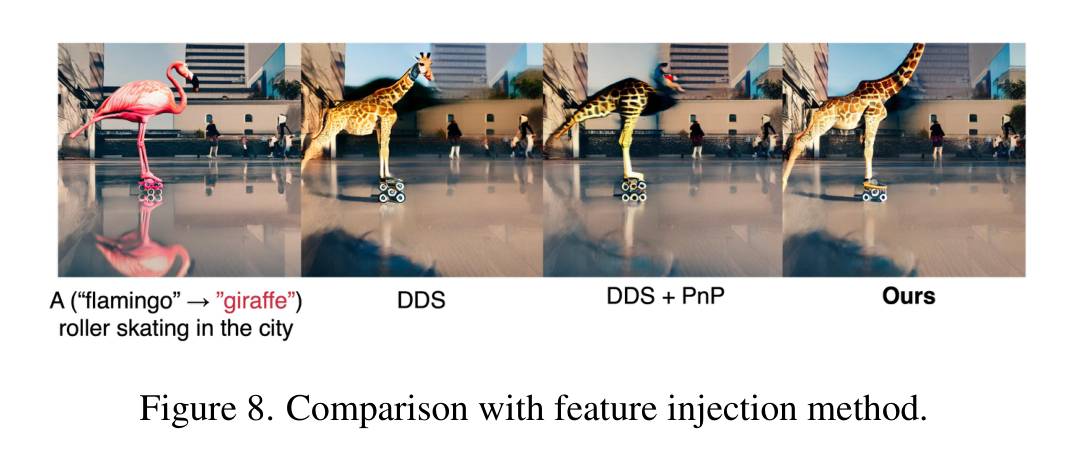 A (“flamingo” → ”giraffe”)
roller skating in the city
DDS
DDS + PnP
Ours
Figure 8. Comparison with feature injection method.